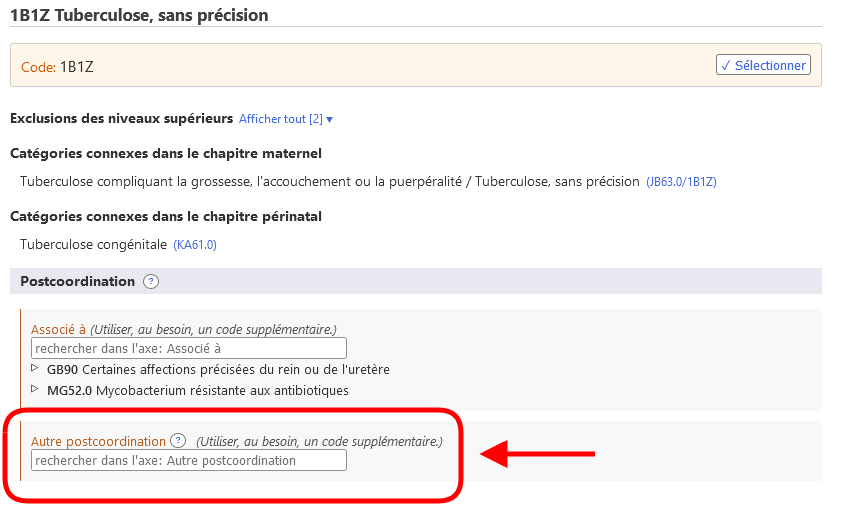 1B1Z Tuberculose, sans précision
Code: 1B1Z
✓ Sélectionner
Exclusions des niveaux supérieurs Afficher tout [2] ▾
Catégories connexes dans le chapitre maternel
Tuberculose compliquant la grossesse, l'accouchement ou la puerpéralité / Tuberculose, sans précision (JB63.0/1B1Z)
Catégories connexes dans le chapitre périnatal
Tuberculose congénitale (KA61.0)
Postcoordination ?
Associé à (Utiliser, au besoin, un code supplémentaire.)
rechercher dans l'axe: Associé à
GB90 Certaines affections précisées du rein ou de l'uretère
MG52.0 Mycobacterium résistante aux antibiotiques
Autre postcoordination ? (Utiliser, au besoin, un code supplémentaire.)
rechercher dans l'axe: Autre postcoordination